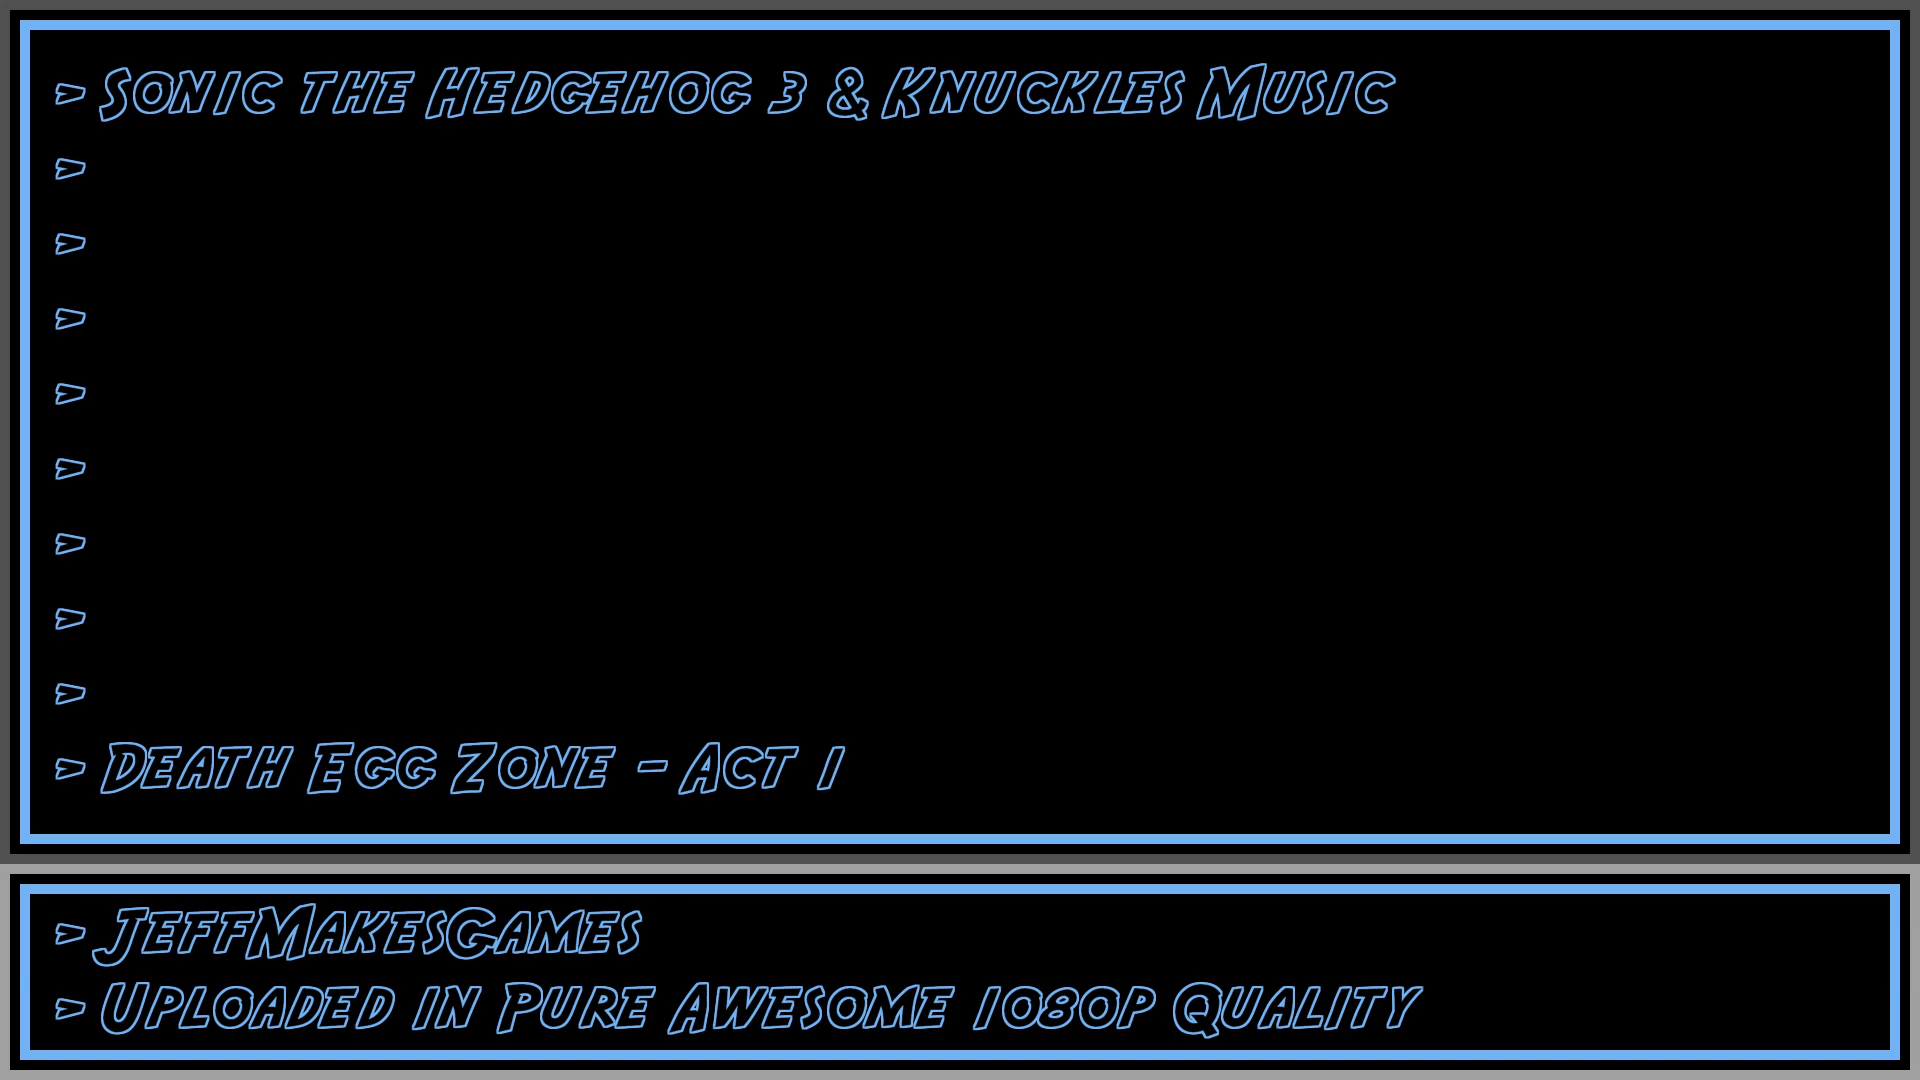 > Sonic the Hedgehog 3 & Knuckles Music
>
>
>
>
>
>
>
>
> Death Egg Zone - Act 1
> JeffMakesGames
> Uploaded in Pure Awesome 1080p Quality